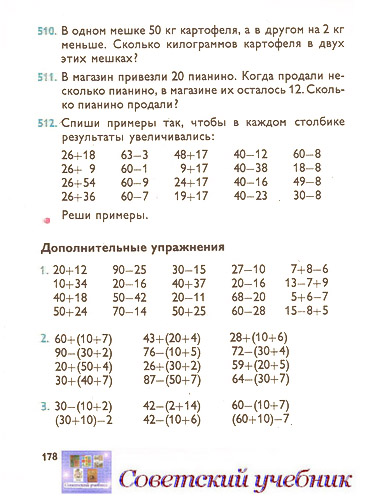 510. В одном мешке 50 кг картофеля, а в другом на 2 кг
меньше. Сколько килограммов картофеля в двух
этих мешках?
511. В магазин привезли 20 пианино. Когда продали не-
сколько пианино, в магазине их осталось 12. Сколь-
ко пианино продали?
512. Спиши примеры так, чтобы в каждом столбике
результаты увеличивались:
26+18 63−3 48+17 40−12 60−8
26+ 9 60−1 9+17 40−38 18−8
26+54 60−9 24+17 40−16 49−8
26+36 60−7 19+17 40−23 30−8
Реши примеры.
Дополнительные упражнения
1. 20+12 90−25 30−15 27−10 7+8−6
10+34 20−16 40+37 20−16 13−7+9
40+18 50−42 20−11 68−20 5+6−7
50+24 70−14 50+25 60−28 15−8+5
2. 60+(10+7) 43+(20+4) 28+(10+6)
90−(30+2) 76−(10+5) 72−(30+4)
20+(50+4) 26+(30+2) 59+(20+5)
30+(40+7) 87−(50+7) 64−(30+7)
3. 30−(10+2) 42−(2+14) 60−(10+7)
(30+10)−2 42−(10+6) (60+10)−7
178
Советский учебник